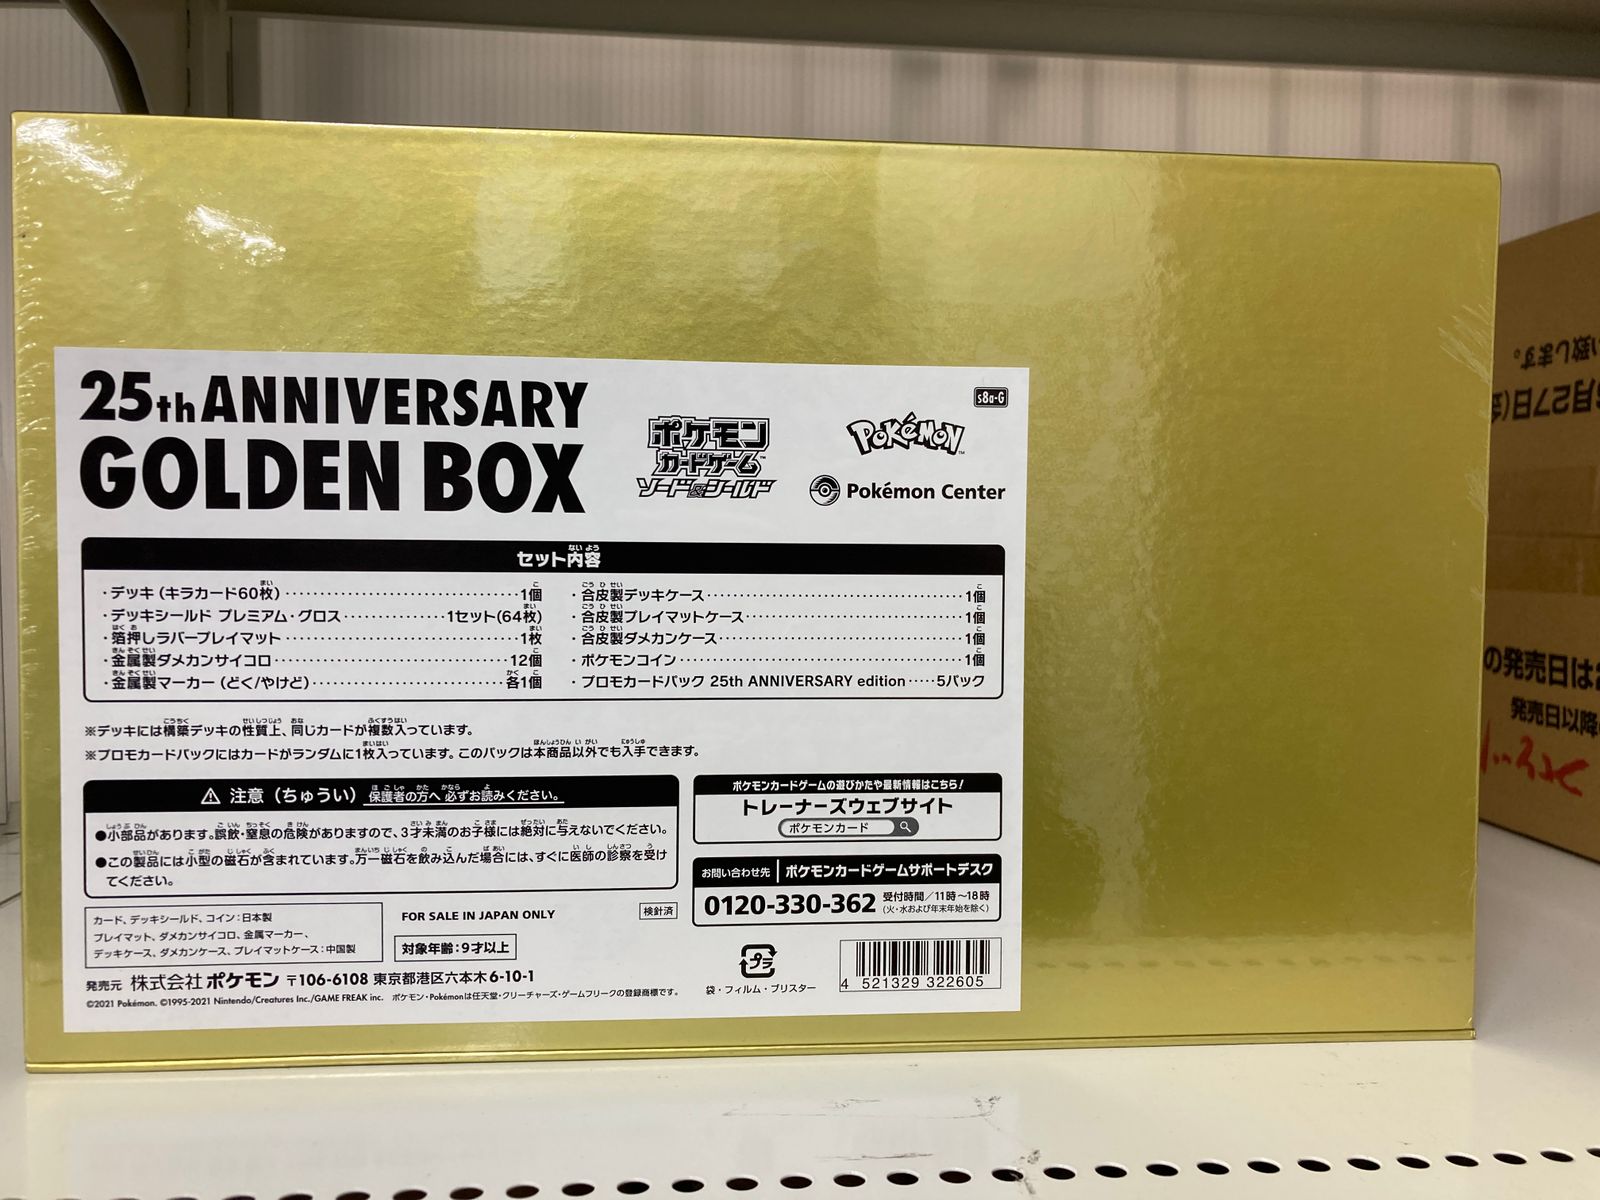 25th ANNIVERSARY
GOLDEN BOX
ポケモン
カードゲーム
ソード&シールド
s8a-G
POKéMON
Pokémon Center
セット内容
・デッキ(キラカード60枚)……1個
・デッキシールド プレミアム・グロス……1セット(64枚)
・箔押しラバープレイマット……1枚
・金属製ダメカンサイコロ……12個
・金属製マーカー(どく/やけど)……各1個
・合皮製デッキケース……1個
・合皮製プレイマットケース……1個
・合皮製ダメカンケース……1個
・ポケモンコイン……1個
・プロモカードパック 25th ANNIVERSARY edition……5パック
※デッキには構築デッキの性質上、同じカードが複数入っています。
※プロモカードパックにはカードがランダムに1枚入っています。このパックは本商品以外でも入手できます。
注意(ちゅうい) 保護者の方へ 必ずお読みください。
●小部品があります。誤飲・窒息の危険がありますので、3才未満のお子様には絶対に与えないでください。
●この製品には小型の磁石が含まれています。万一磁石を飲み込んだ場合には、すぐに医師の診察を受け
てください。
ポケモンカードゲームの遊びかたや最新情報はこちら!
トレーナーズウェブサイト
ポケモンカード
お問い合わせ先 ポケモンカードゲームサポートデスク
0120-330-362 受付時間/11時〜18時
(火・水および年末年始を除く)
カード、デッキシールド、コイン:日本製
プレイマット、ダメカンサイコロ、金属マーカー、
デッキケース、ダメカンケース、プレイマットケース:中国製
FOR SALE IN JAPAN ONLY
検針済
対象年齢:9才以上
発売元 株式会社ポケモン 〒106-6108 東京都港区六本木6-10-1
©2021 Pokémon. ©1995-2021 Nintendo/Creatures Inc./GAME FREAK inc. ポケモン・Pokémonは任天堂・クリーチャーズ・ゲームフリークの登録商標です。
プラ
袋・フィルム・ブリスター
4 521329 322605
致します。
月27日(金
の発売日は
発売日以降